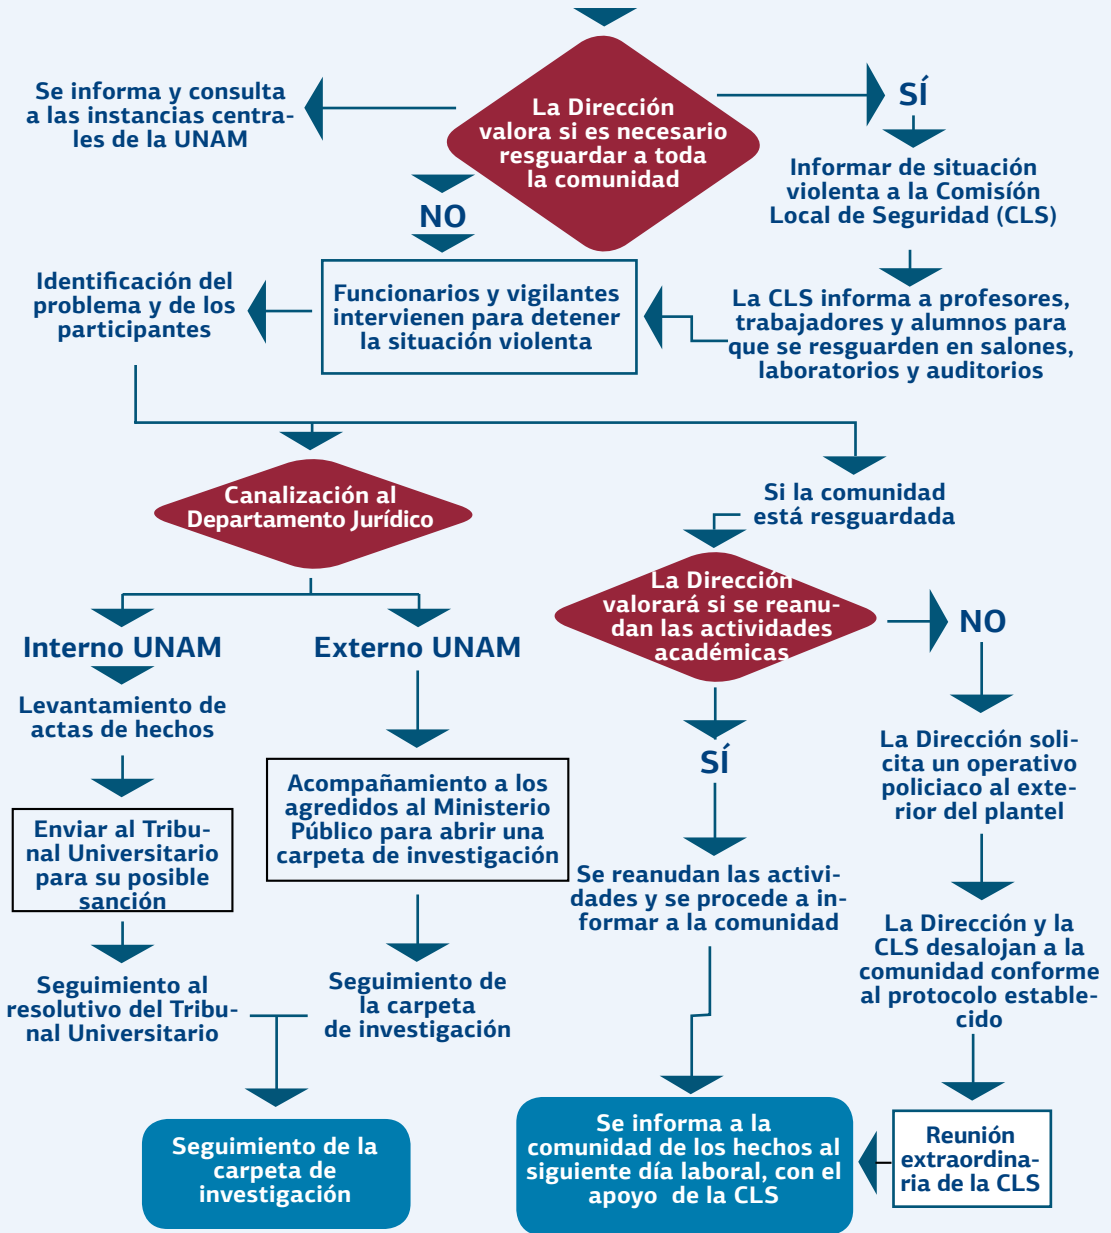 La Dirección
valora si es necesario
resguardar a toda
la comunidad
Se informa y consulta
a las instancias centra-
les de la UNAM
SÍ
Informar de situación
violenta a la Comisíón
Local de Seguridad (CLS)
NO
La CLS informa a profesores,
trabajadores y alumnos para
que se resguarden en salones,
laboratorios y auditorios
Funcionarios y vigilantes
intervienen para detener
la situación violenta
Identificación del
problema y de los
participantes
Canalización al
Departamento Jurídico
Si la comunidad
está resguardada
Interno UNAM
Levantamiento de
actas de hechos
Enviar al Tribu-
nal Universitario
para su posible
sanción
Seguimiento al
resolutivo del Tribu-
nal Universitario
Externo UNAM
Acompañamiento a los
agredidos al Ministerio
Público para abrir una
carpeta de investigación
Seguimiento de
la carpeta
de investigación
Seguimiento de la
carpeta de
investigación
La Dirección
valorará si se reanu-
dan las actividades
académicas
SÍ
Se reanudan las activi-
dades y se procede a in-
formar a la comunidad
NO
La Dirección soli-
cita un operativo
policiaco al exte-
rior del plantel
La Dirección y la
CLS desalojan a la
comunidad conforme
al protocolo estable-
cido
Reunión
extraordina-
ria de la CLS
Se informa a la
comunidad de los hechos al
siguiente día laboral, con el
apoyo de la CLS